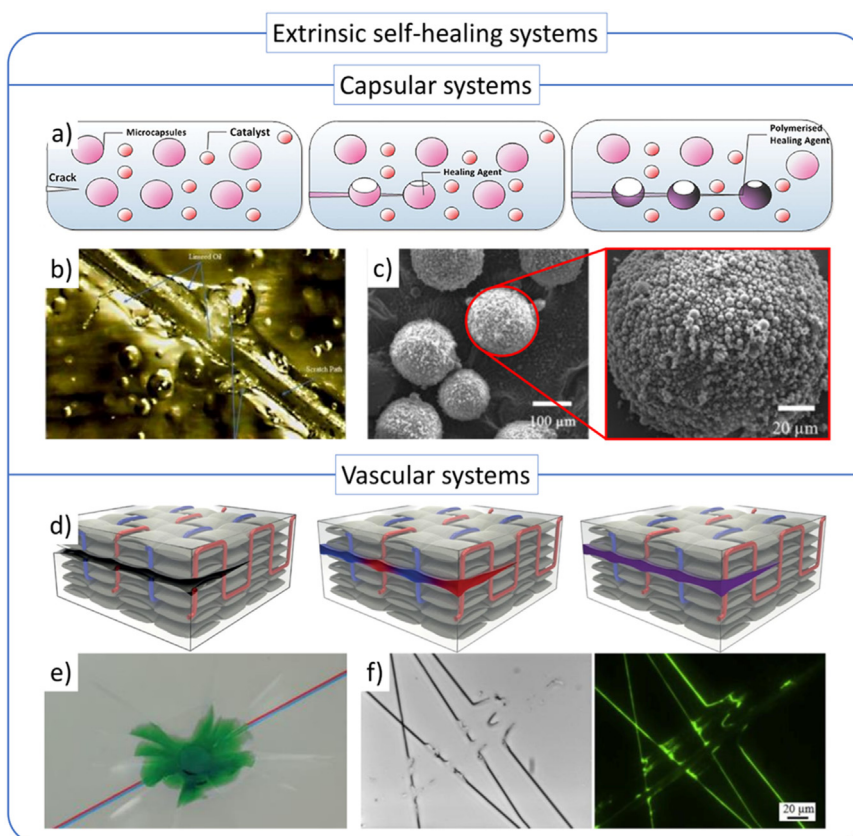 Extrinsic self-healing systems
Capsular systems
a)
Microcapsules
Catalyst
Crack
Healing Agent
Polymerised
Healing Agent
b)
Linseed Oil
Scratch Path
c)
100 µm
20 µm
Vascular systems
d)
e)
f)
20 µm